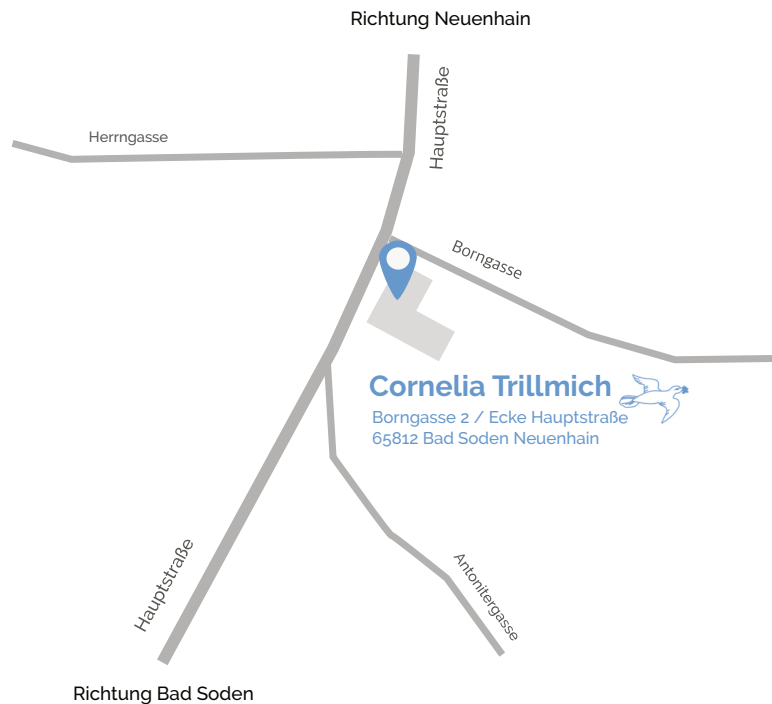 Richtung Neuenhain
Hauptstraße
Herrngasse
Borngasse
Cornelia Trillmich
Borngasse 2 / Ecke Hauptstraße
65812 Bad Soden Neuenhain
Hauptstraße
Antonitergasse
Richtung Bad Soden